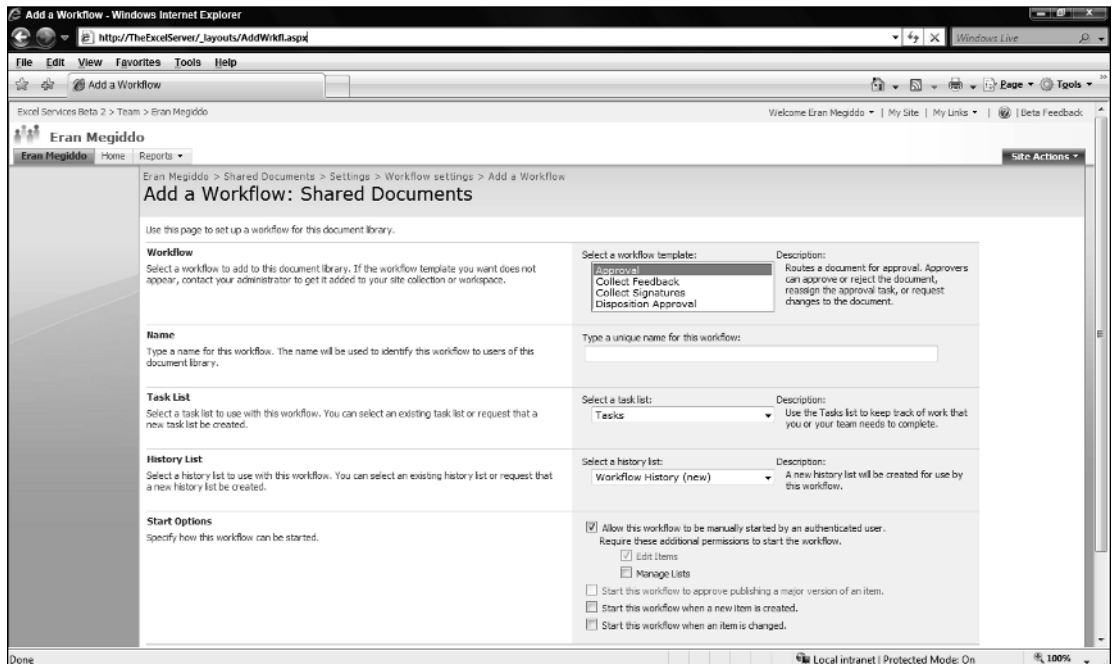 Add a Workflow - Windows Internet Explorer
http://TheExcelServer/_layouts/AddWrkfl.aspx
Windows Live
File Edit View Favorites Tools Help
Add a Workflow
Page Tools
Excel Services Beta 2 > Team > Eran Megiddo
Welcome Eran Megiddo | My Site | My Links | | Beta Feedback
Eran Megiddo
Eran Megiddo Home Reports
Site Actions
Eran Megiddo > Shared Documents > Settings > Workflow settings > Add a Workflow
Add a Workflow: Shared Documents
Use this page to set up a workflow for this document library.
Workflow
Select a workflow to add to this document library. If the workflow template you want does not
appear, contact your administrator to get it added to your site collection or workspace.
Select a workflow template:
Approval
Collect Feedback
Collect Signatures
Disposition Approval
Description:
Routes a document for approval. Approvers
can approve or reject the document,
reassign the approval task, or request
changes to the document.
Name
Type a name for this workflow. The name will be used to identify this workflow to users of this
document library.
Type a unique name for this workflow:
Task List
Select a task list to use with this workflow. You can select an existing task list or request that a
new task list be created.
Select a task list:
Tasks
Description:
Use the Tasks list to keep track of work that
you or your team needs to complete.
History List
Select a history list to use with this workflow. You can select an existing history list or request that
a new history list be created.
Select a history list:
Workflow History (new)
Description:
A new history list will be created for use by
this workflow.
Start Options
Specify how this workflow can be started.
Allow this workflow to be manually started by an authenticated user.
Require these additional permissions to start the workflow.
Edit Items
Manage Lists
Start this workflow to approve publishing a major version of an item.
Start this workflow when a new item is created.
Start this workflow when an item is changed.
Done
Local intranet | Protected Mode: On
100%